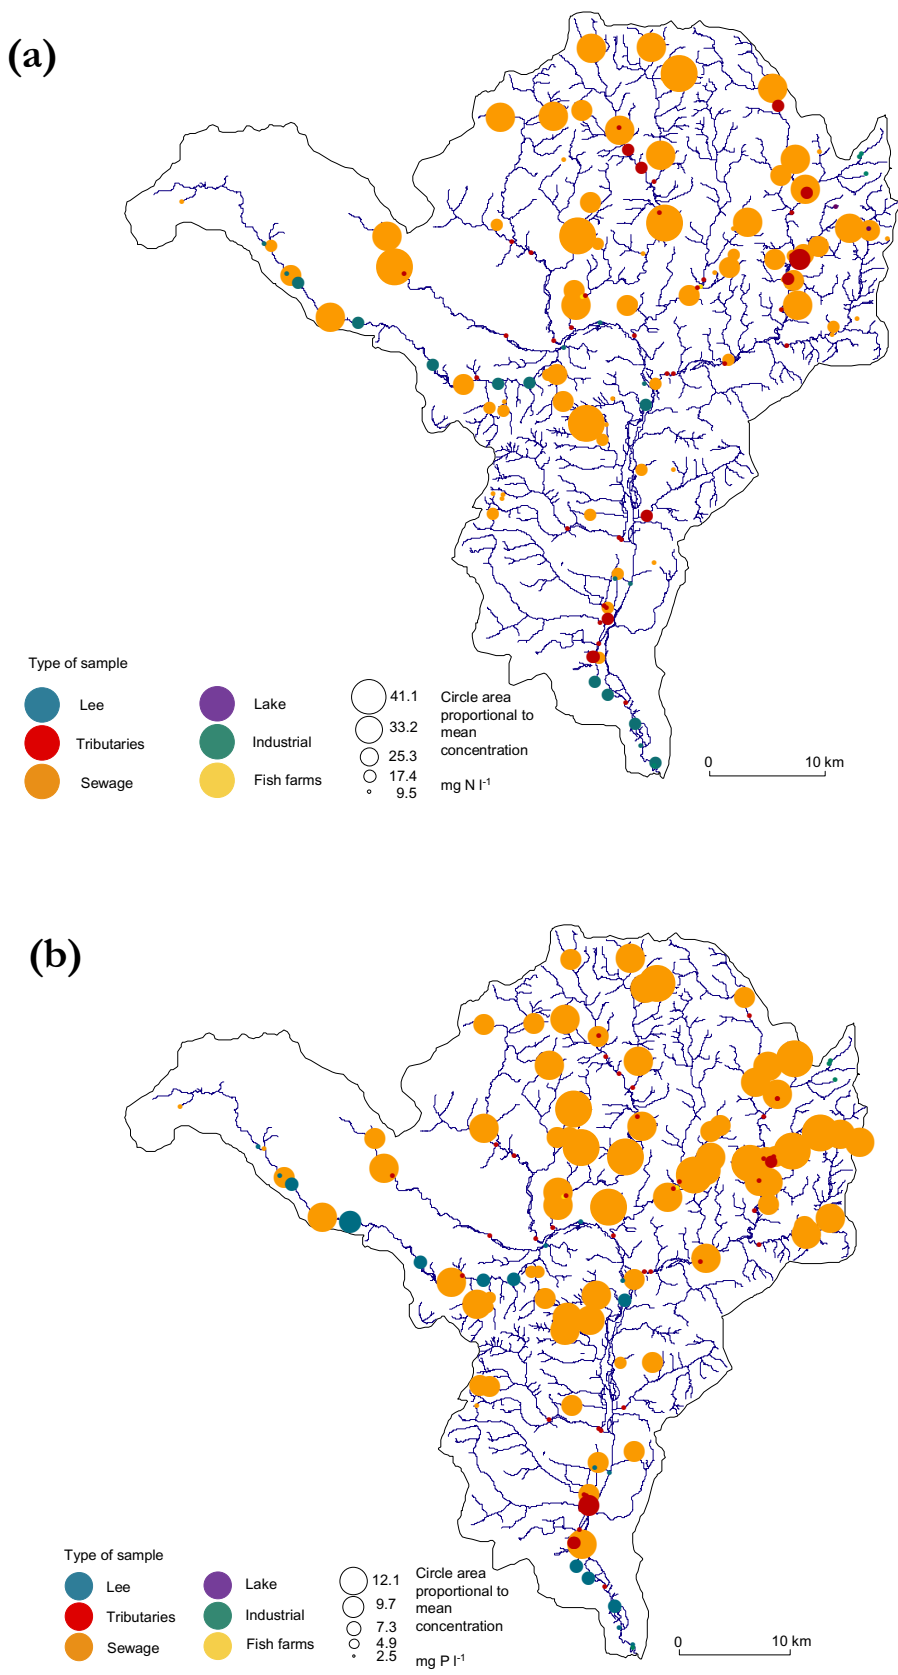 (a)
Type of sample
Lee
Lake
Tributaries
Industrial
Sewage
Fish farms
41.1
33.2
25.3
17.4
9.5
Circle area
proportional to
mean
concentration
mg N l-1
0 10 km
(b)
Type of sample
Lee
Lake
Tributaries
Industrial
Sewage
Fish farms
12.1
9.7
7.3
4.9
2.5
Circle area
proportional to
mean
concentration
mg P l-1
0 10 km